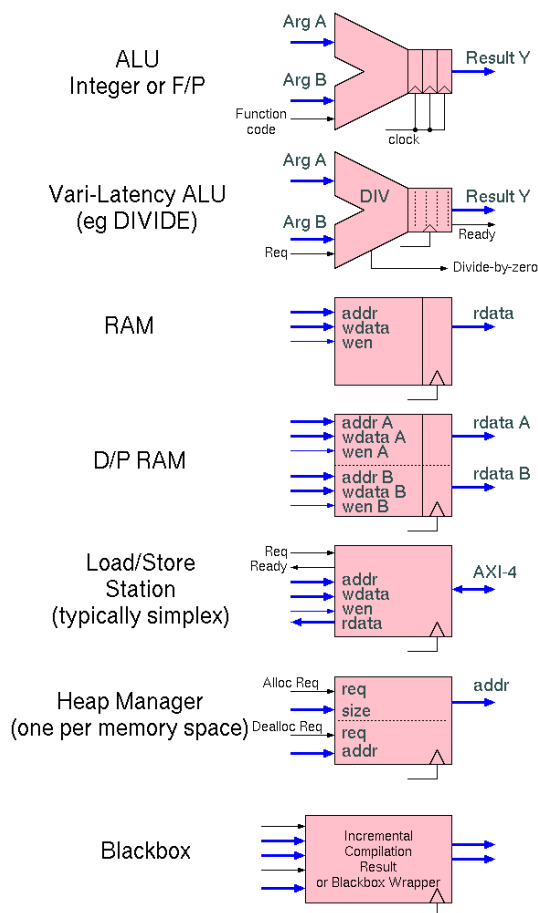 Arg A
ALU
Integer or F/P
Result Y
Arg B
Function
code
clock
Arg A
Vari-Latency ALU
(eg DIVIDE)
DIV
Result Y
Arg B
Ready
Req
Divide-by-zero
RAM
addr
wdata
wen
rdata
D/P RAM
addr A
wdata A
wen A
rdata A
addr B
wdata B
wen B
rdata B
Load/Store
Station
(typically simplex)
Req
Ready
addr
wdata
wen
rdata
AXI-4
Heap Manager
(one per memory space)
Alloc Req
req
size
addr
Dealloc Req
req
addr
Blackbox
Incremental
Compilation
Result
or Blackbox Wrapper